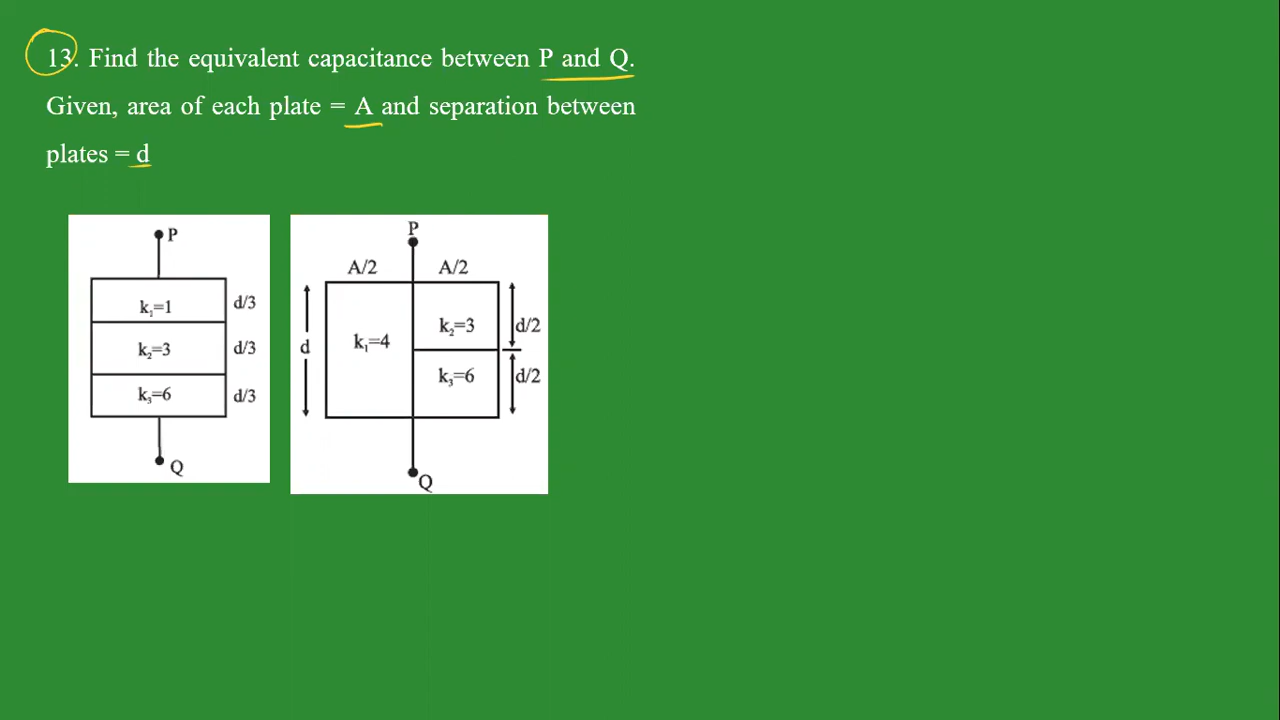 13. Find the equivalent capacitance between P and Q.
Given, area of each plate = A and separation between
plates = d
P
k₁=1 d/3
k₂=3 d/3
k₃=6 d/3
Q
P
A/2 A/2
d k₁=4 k₂=3 d/2
k₃=6 d/2
Q